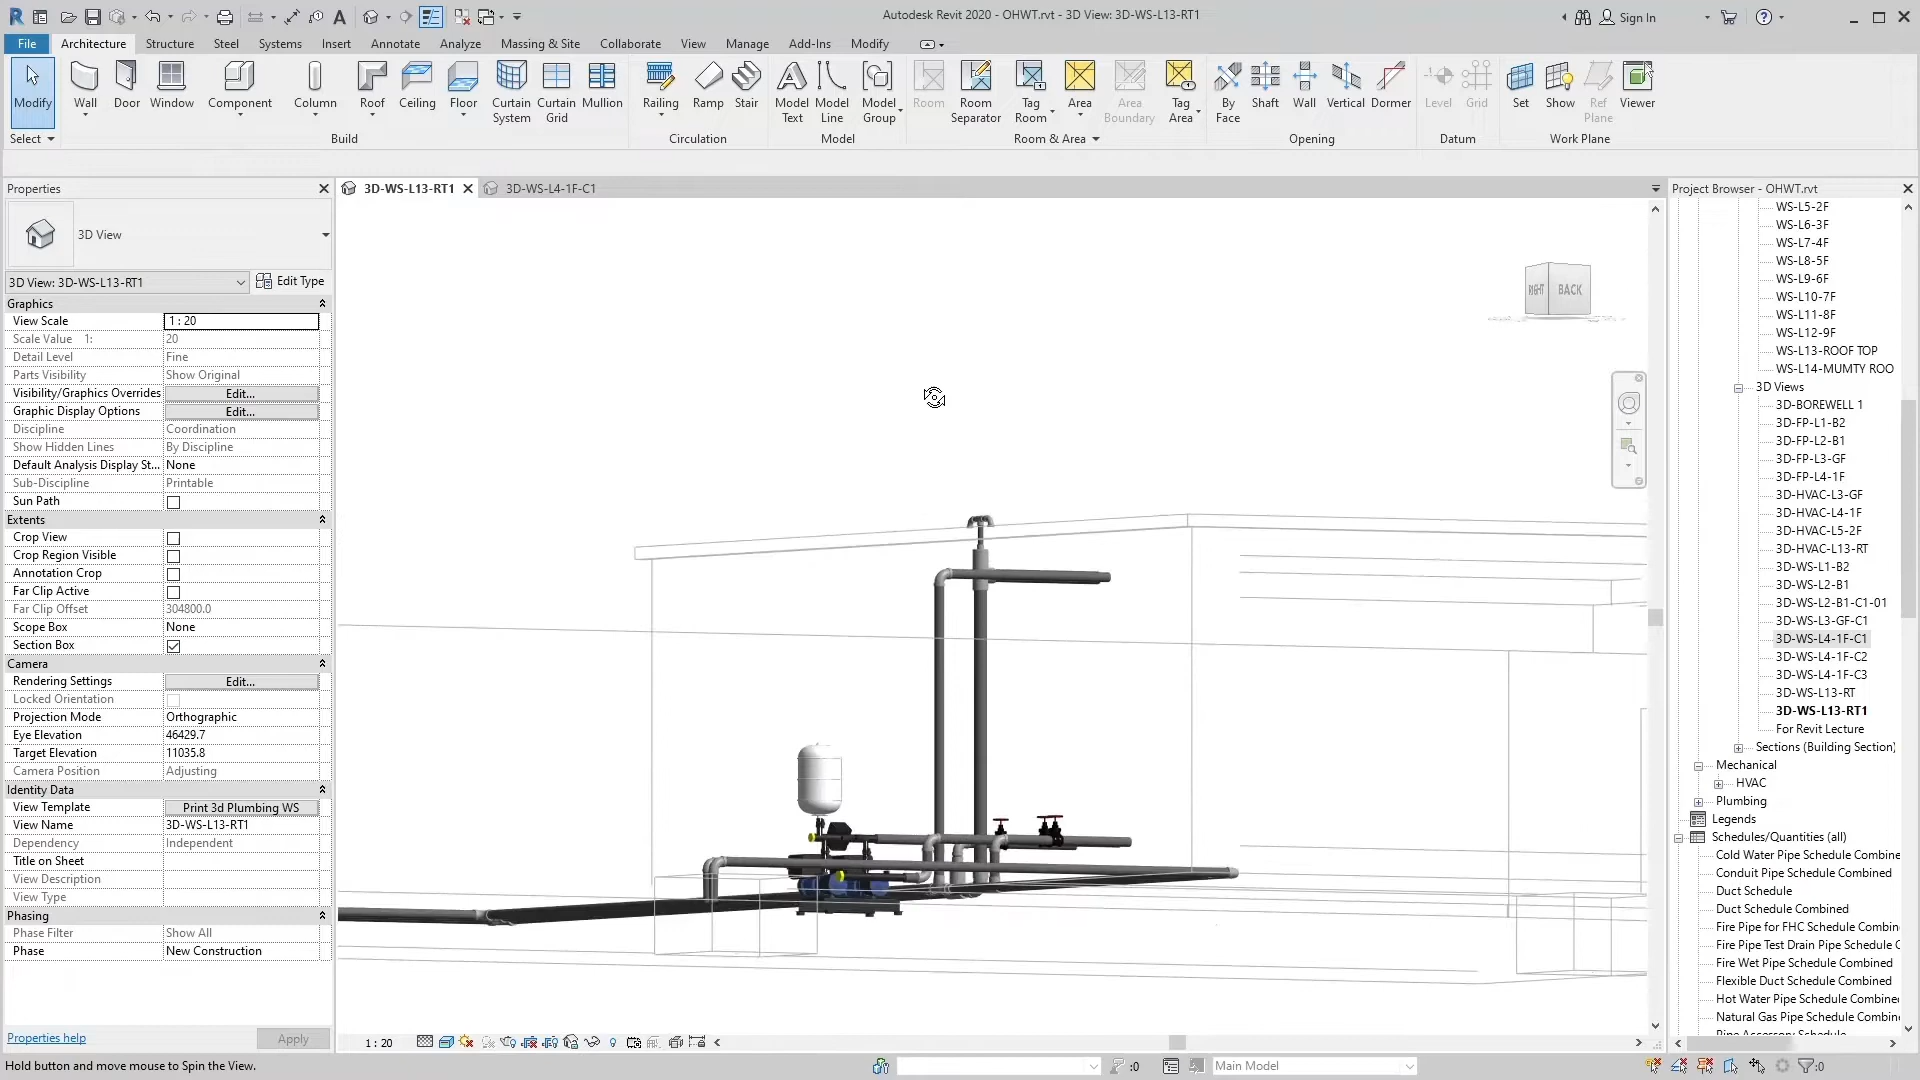 Autodesk Revit 2020 - OHWT.rvt - 3D View: 3D-WS-L13-RT1
Sign In
File Architecture Structure Steel Systems Insert Annotate Analyze Massing & Site Collaborate View Manage Add-Ins Modify
Modify Wall Door Window Component Column Roof Ceiling Floor Curtain System Curtain Grid Mullion Railing Ramp Stair Model Text Model Line Model Group Room Room Separator Tag Room Area Area Boundary Tag Area By Face Shaft Wall Vertical Dormer Level Grid Set Show Ref Plane Viewer
Select Build Circulation Model Room & Area Opening Datum Work Plane
Properties
3D-WS-L13-RT1 3D-WS-L4-1F-C1
3D View
3D View: 3D-WS-L13-RT1 Edit Type
Graphics
View Scale 1 : 20
Scale Value 1: 20
Detail Level Fine
Parts Visibility Show Original
Visibility/Graphics Overrides Edit...
Graphic Display Options Edit...
Discipline Coordination
Show Hidden Lines By Discipline
Default Analysis Display St... None
Sub-Discipline Printable
Sun Path
Extents
Crop View
Crop Region Visible
Annotation Crop
Far Clip Active
Far Clip Offset 304800.0
Scope Box None
Section Box
Camera
Rendering Settings Edit...
Locked Orientation
Projection Mode Orthographic
Eye Elevation 46429.7
Target Elevation 11035.8
Camera Position Adjusting
Identity Data
View Template Print 3d Plumbing WS
View Name 3D-WS-L13-RT1
Dependency Independent
Title on Sheet
View Description
View Type
Phasing
Phase Filter Show All
Phase New Construction
Properties help Apply
RIGHT BACK
1 : 20
Project Browser - OHWT.rvt
WS-L5-2F
WS-L6-3F
WS-L7-4F
WS-L8-5F
WS-L9-6F
WS-L10-7F
WS-L11-8F
WS-L12-9F
WS-L13-ROOF TOP
WS-L14-MUMTY ROO
3D Views
3D-BOREWELL 1
3D-FP-L1-B2
3D-FP-L2-B1
3D-FP-L3-GF
3D-FP-L4-1F
3D-HVAC-L3-GF
3D-HVAC-L4-1F
3D-HVAC-L5-2F
3D-HVAC-L13-RT
3D-WS-L1-B2
3D-WS-L2-B1
3D-WS-L2-B1-C1-01
3D-WS-L3-GF-C1
3D-WS-L4-1F-C1
3D-WS-L4-1F-C2
3D-WS-L4-1F-C3
3D-WS-L13-RT
3D-WS-L13-RT1
For Revit Lecture
Sections (Building Section)
Mechanical
HVAC
Plumbing
Legends
Schedules/Quantities (all)
Cold Water Pipe Schedule Combine
Conduit Pipe Schedule Combined
Duct Schedule
Duct Schedule Combined
Fire Pipe for FHC Schedule Combin
Fire Pipe Test Drain Pipe Schedule C
Fire Wet Pipe Schedule Combined
Flexible Duct Schedule Combined
Hot Water Pipe Schedule Combine
Natural Gas Pipe Schedule Combine
Pipe Accessory Schedule
Hold button and move mouse to Spin the View. :0 Main Model :0